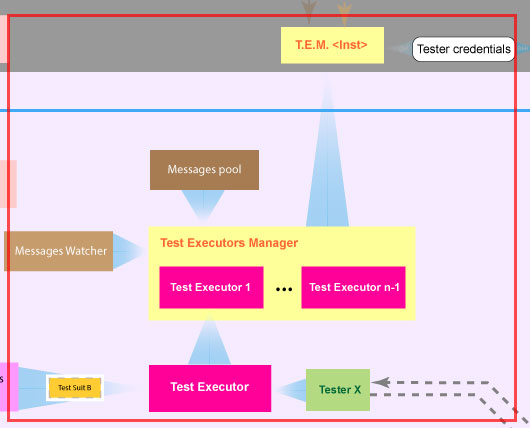 T.E.M. <Inst>
Tester credentials
Messages pool
Messages Watcher
Test Executors Manager
Test Executor 1
...
Test Executor n-1
s
Test Suit B
Test Executor
Tester X